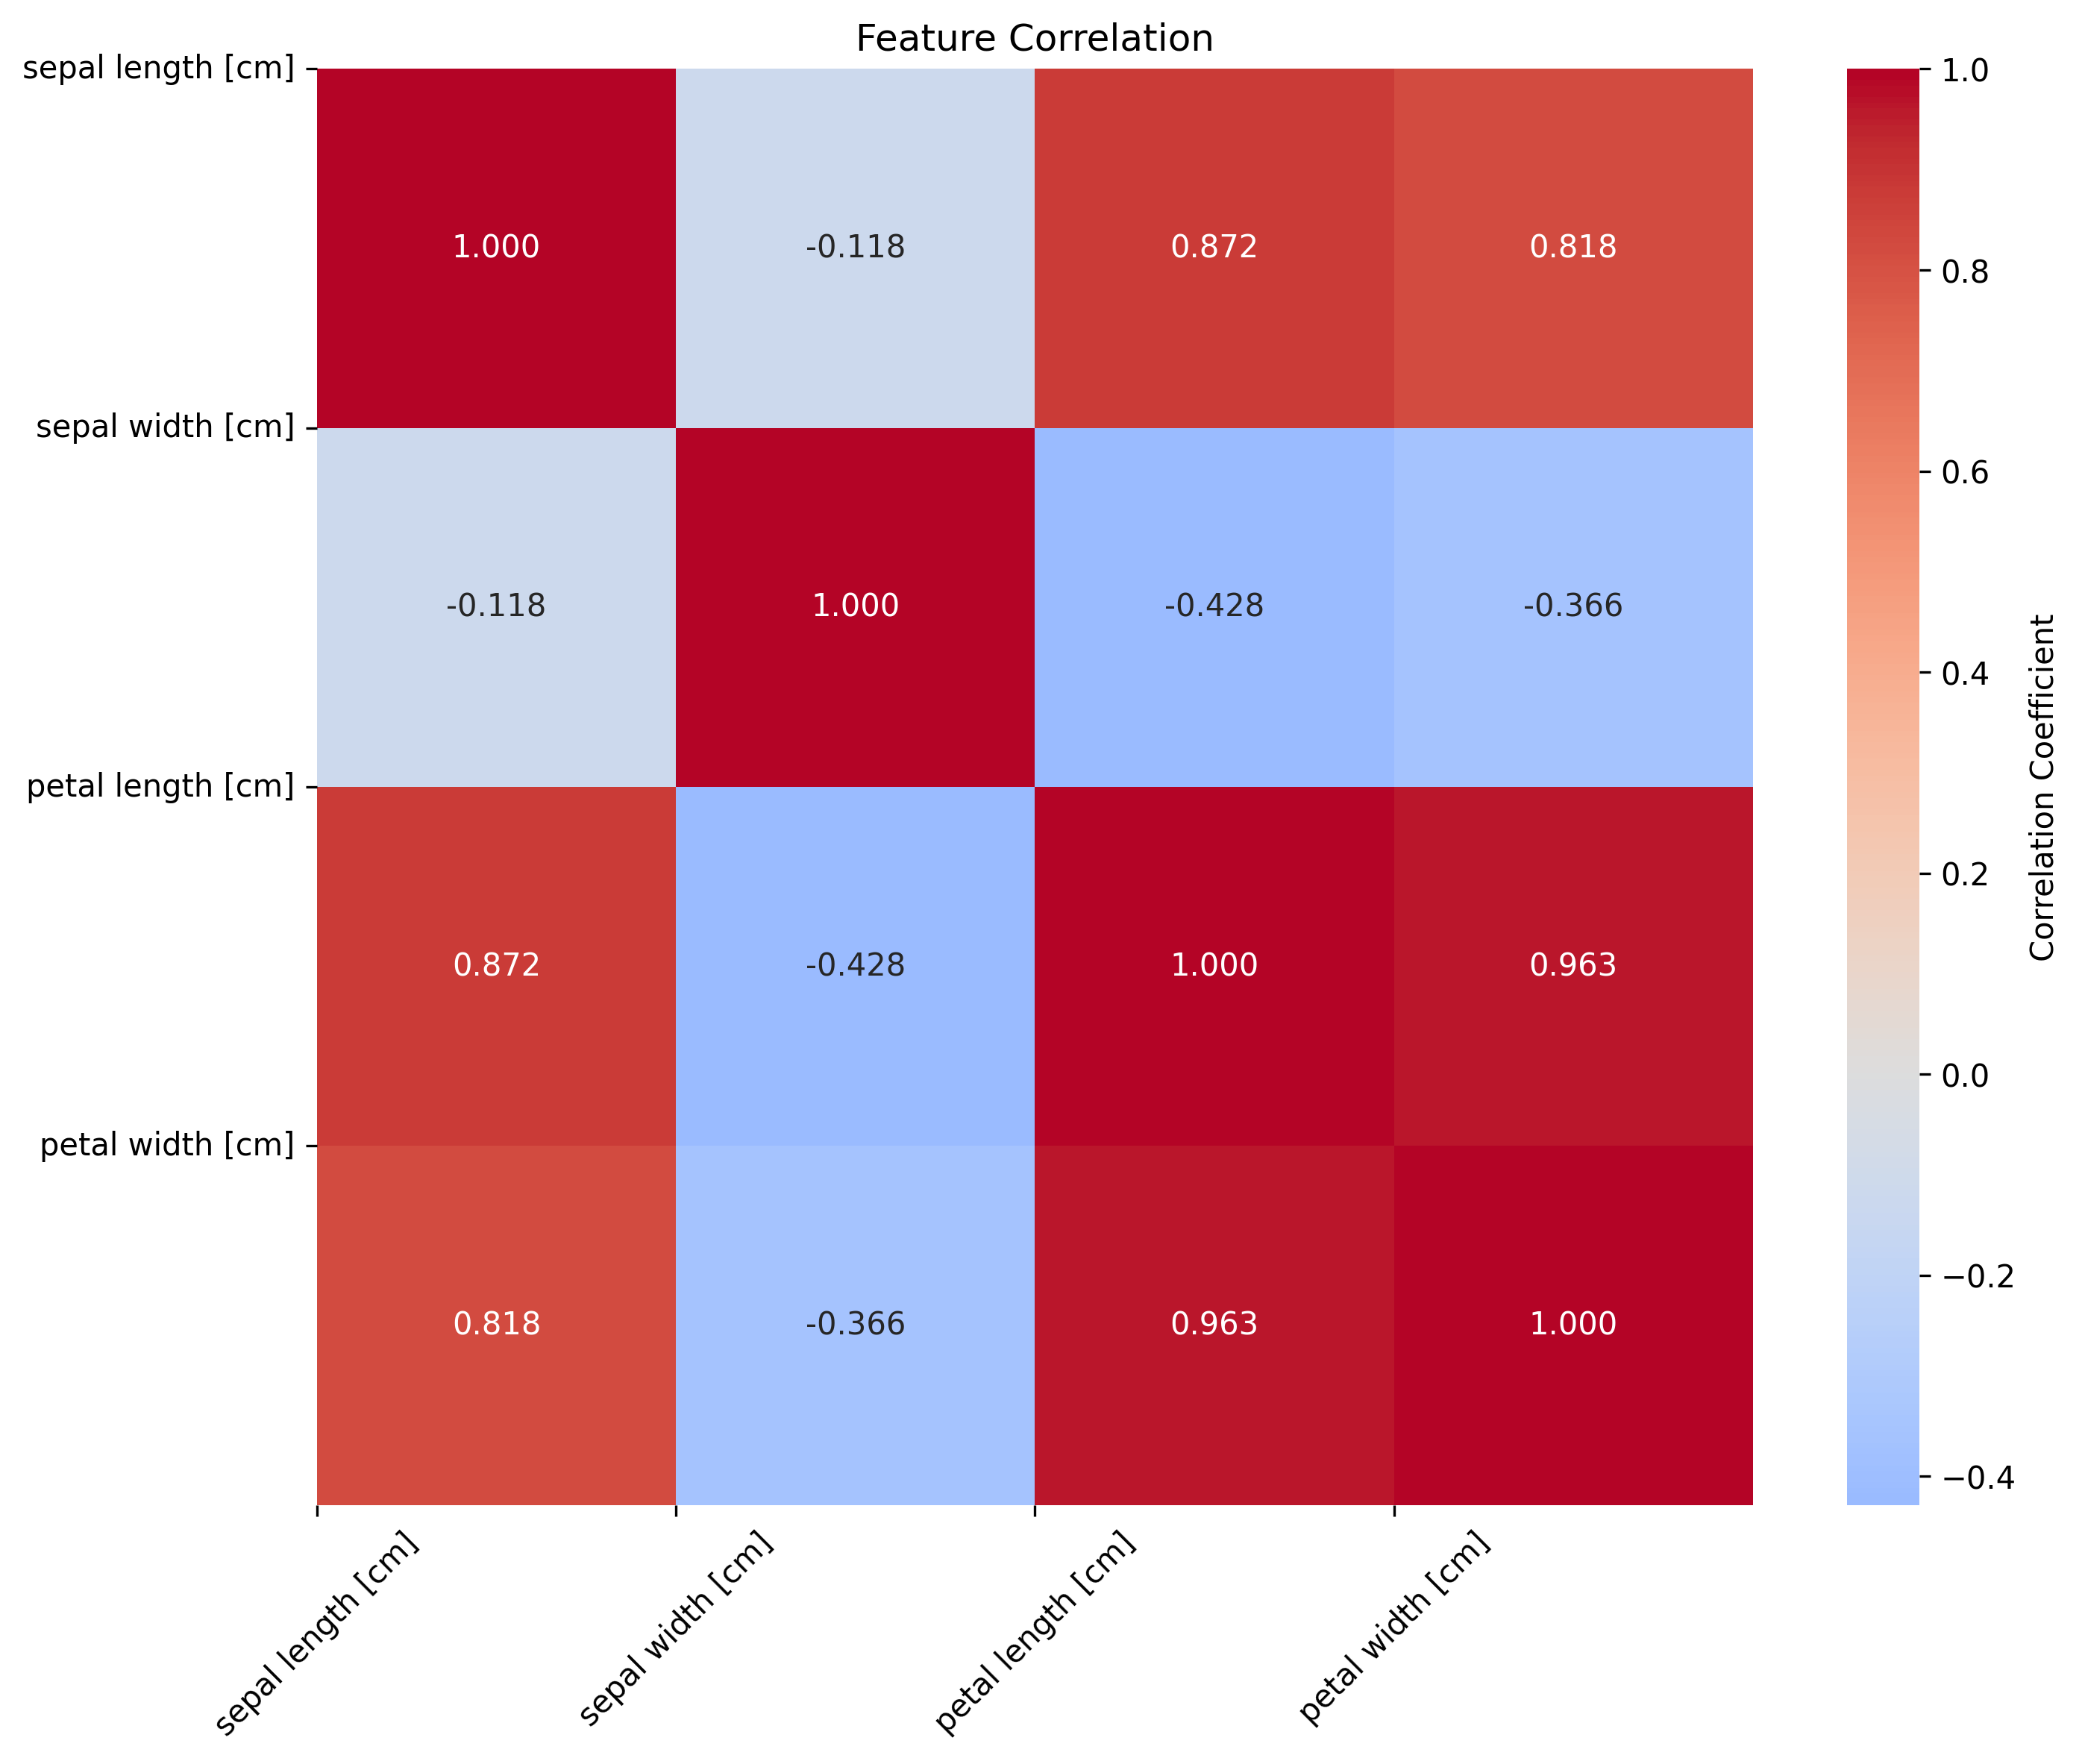 Feature Correlation
sepal length [cm]
sepal width [cm]
petal length [cm]
petal width [cm]
1.000 -0.118 0.872 0.818
-0.118 1.000 -0.428 -0.366
0.872 -0.428 1.000 0.963
0.818 -0.366 0.963 1.000
sepal length [cm]
sepal width [cm]
petal length [cm]
petal width [cm]
1.0
0.8
0.6
0.4
0.2
0.0
−0.2
−0.4
Correlation Coefficient